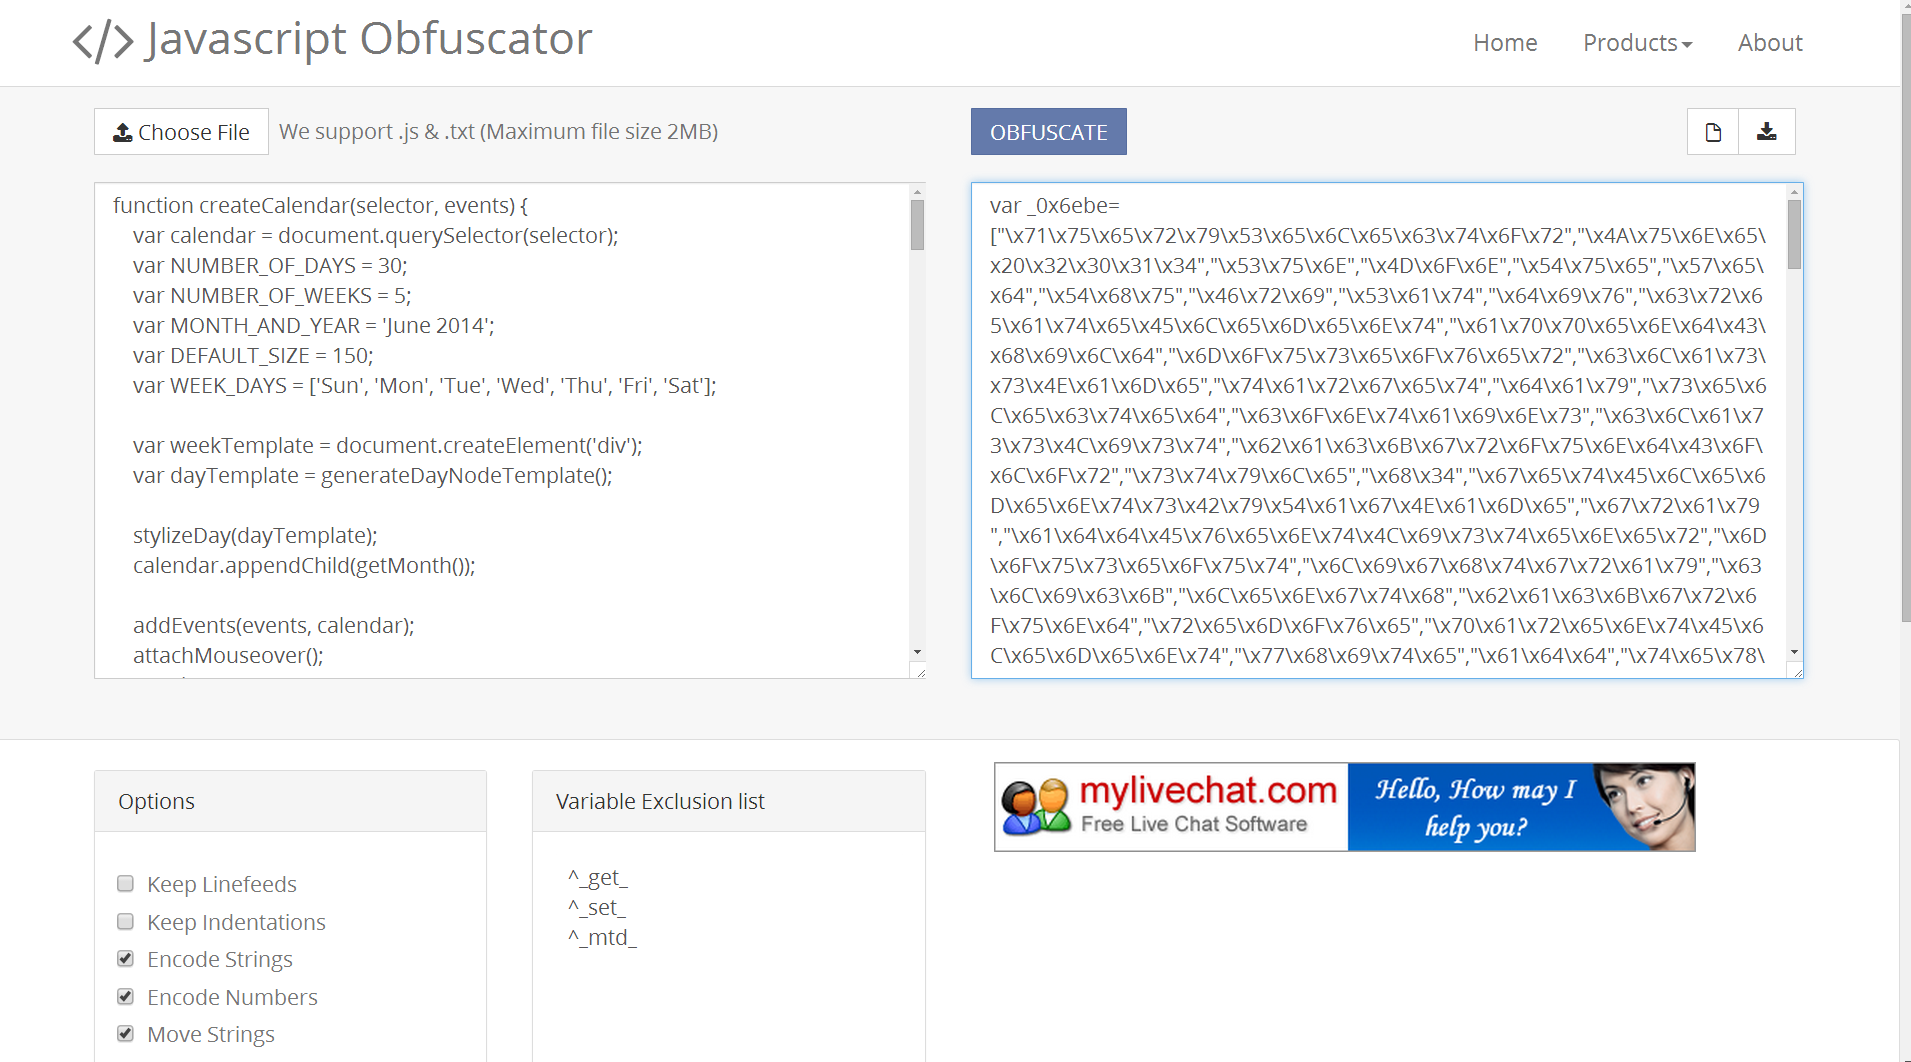 </> Javascript Obfuscator
Home Products About
Choose File We support .js & .txt (Maximum file size 2MB)
OBFUSCATE
function createCalendar(selector, events) {
var calendar = document.querySelector(selector);
var NUMBER_OF_DAYS = 30;
var NUMBER_OF_WEEKS = 5;
var MONTH_AND_YEAR = 'June 2014';
var DEFAULT_SIZE = 150;
var WEEK_DAYS = ['Sun', 'Mon', 'Tue', 'Wed', 'Thu', 'Fri', 'Sat'];
var weekTemplate = document.createElement('div');
var dayTemplate = generateDayNodeTemplate();
stylizeDay(dayTemplate);
calendar.appendChild(getMonth());
addEvents(events, calendar);
attachMouseover();
var _0x6ebe=
["\x71\x75\x65\x72\x79\x53\x65\x6C\x65\x63\x74\x6F\x72","\x4A\x75\x6E\x65\
x20\x32\x30\x31\x34","\x53\x75\x6E","\x4D\x6F\x6E","\x54\x75\x65","\x57\x65\
x64","\x54\x68\x75","\x46\x72\x69","\x53\x61\x74","\x64\x69\x76","\x63\x72\x6
5\x61\x74\x65\x45\x6C\x65\x6D\x65\x6E\x74","\x61\x70\x70\x65\x6E\x64\x43\
x68\x69\x6C\x64","\x6D\x6F\x75\x73\x65\x6F\x76\x65\x72","\x63\x6C\x61\x73\
x73\x4E\x61\x6D\x65","\x74\x61\x72\x67\x65\x74","\x64\x61\x79","\x73\x65\x6
C\x65\x63\x74\x65\x64","\x63\x6F\x6E\x74\x61\x69\x6E\x73","\x63\x6C\x61\x7
3\x73\x4C\x69\x73\x74","\x62\x61\x63\x6B\x67\x72\x6F\x75\x6E\x64\x43\x6F\
x6C\x6F\x72","\x73\x74\x79\x6C\x65","\x68\x34","\x67\x65\x74\x45\x6C\x65\x6
D\x65\x6E\x74\x73\x42\x79\x54\x61\x67\x4E\x61\x6D\x65","\x67\x72\x61\x79
","\x61\x64\x64\x45\x76\x65\x6E\x74\x4C\x69\x73\x74\x65\x6E\x65\x72","\x6D
\x6F\x75\x73\x65\x6F\x75\x74","\x6C\x69\x67\x68\x74\x67\x72\x61\x79","\x63
\x6C\x69\x63\x6B","\x6C\x65\x6E\x67\x74\x68","\x62\x61\x63\x6B\x67\x72\x6
F\x75\x6E\x64","\x72\x65\x6D\x6F\x76\x65","\x70\x61\x72\x65\x6E\x74\x45\x6
C\x65\x6D\x65\x6E\x74","\x77\x68\x69\x74\x65","\x61\x64\x64","\x74\x65\x78\
Options
Keep Linefeeds
Keep Indentations
Encode Strings
Encode Numbers
Move Strings
Variable Exclusion list
^_get_
^_set_
^_mtd_
mylivechat.com
Free Live Chat Software
Hello, How may I
help you?